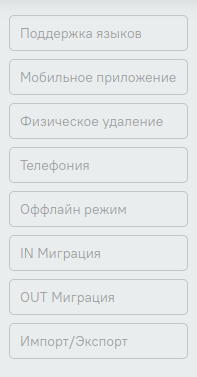 Поддержка языков
Мобильное приложение
Физическое удаление
Телефония
Оффлайн режим
IN Миграция
OUT Миграция
Импорт/Экспорт